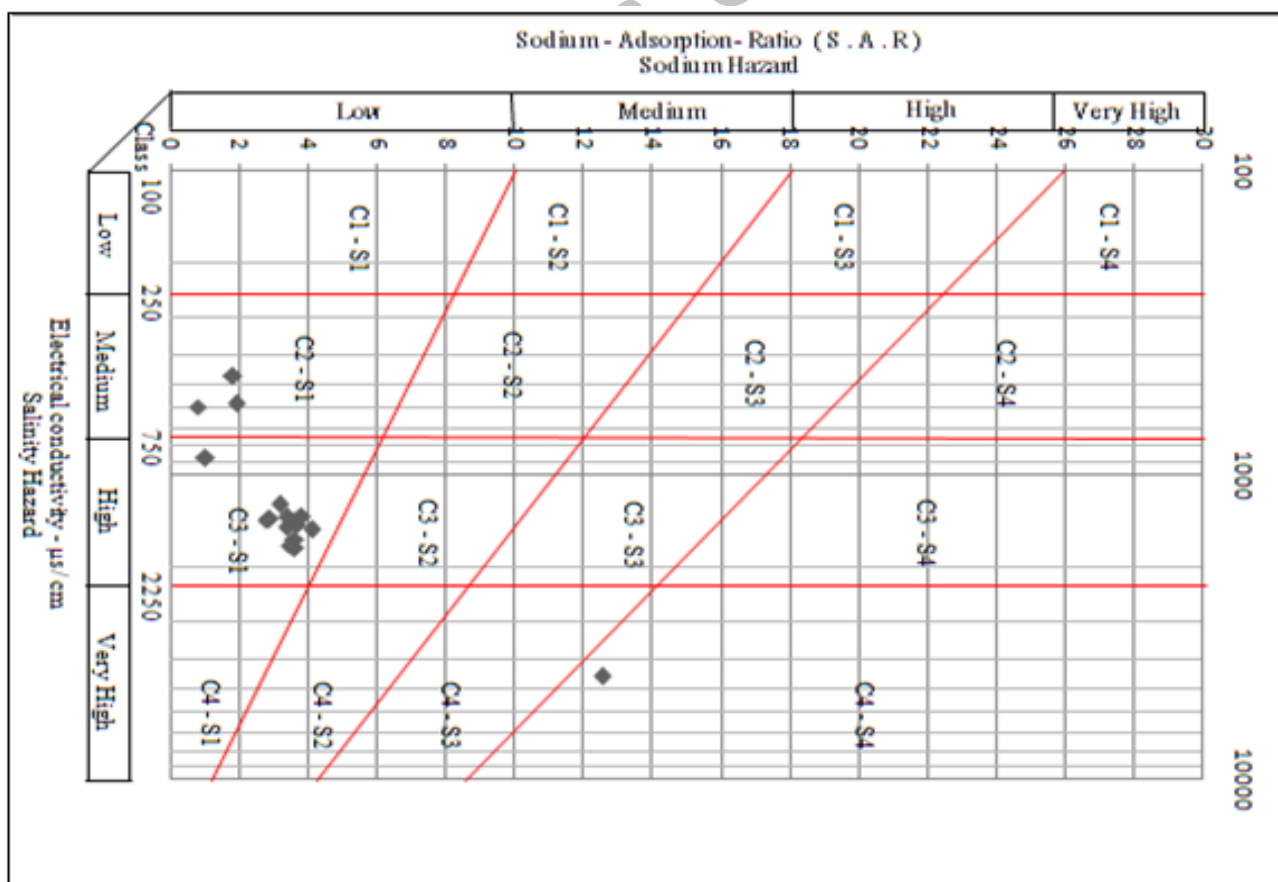 Sodium - Adsorption - Ratio ( S . A . R )
Sodium Hazard
Low Medium High Very High
Class 0 2 4 6 8 10 12 14 16 18 20 22 24 26 28 30
100 1000 10000
100 250 750 2250
Low Medium High Very High
Electrical conductivity - µs / cm
Salinity Hazard
C1 - S1 C1 - S2 C1 - S3 C1 - S4
C2 - S1 C2 - S2 C2 - S3 C2 - S4
C3 - S1 C3 - S2 C3 - S3 C3 - S4
C4 - S1 C4 - S2 C4 - S3 C4 - S4